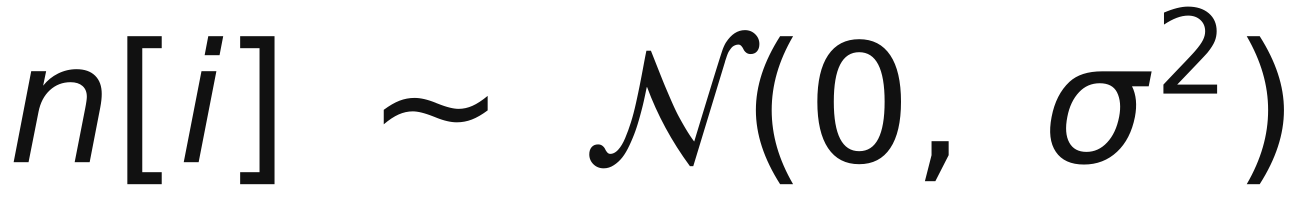 n[i] ∼ 𝒩(0, σ²)